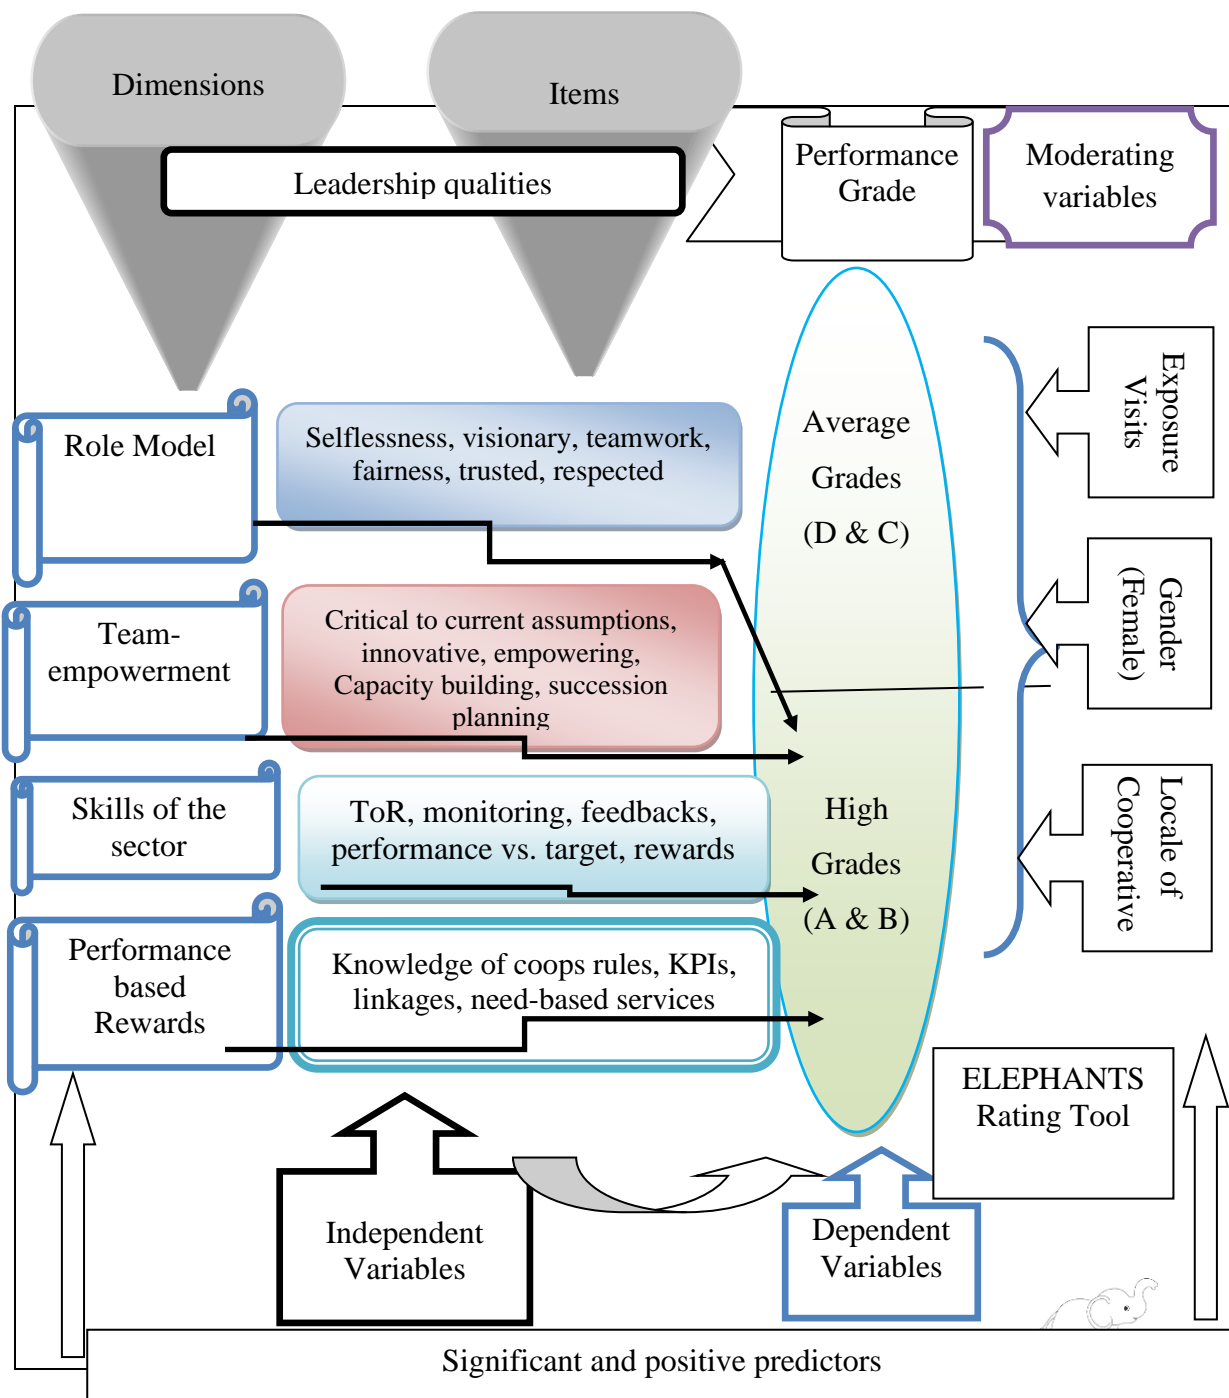 Dimensions
Items
Leadership qualities
Performance
Grade
Moderating
variables
Role Model
Selflessness, visionary, teamwork,
fairness, trusted, respected
Average
Grades
(D & C)
Exposure
Visits
Team-
empowerment
Critical to current assumptions,
innovative, empowering,
Capacity building, succession
planning
Gender
(Female)
Skills of the
sector
ToR, monitoring, feedbacks,
performance vs. target, rewards
High
Grades
(A & B)
Locale of
Cooperative
Performance
based
Rewards
Knowledge of coops rules, KPIs,
linkages, need-based services
ELEPHANTS
Rating Tool
Independent
Variables
Dependent
Variables
Significant and positive predictors